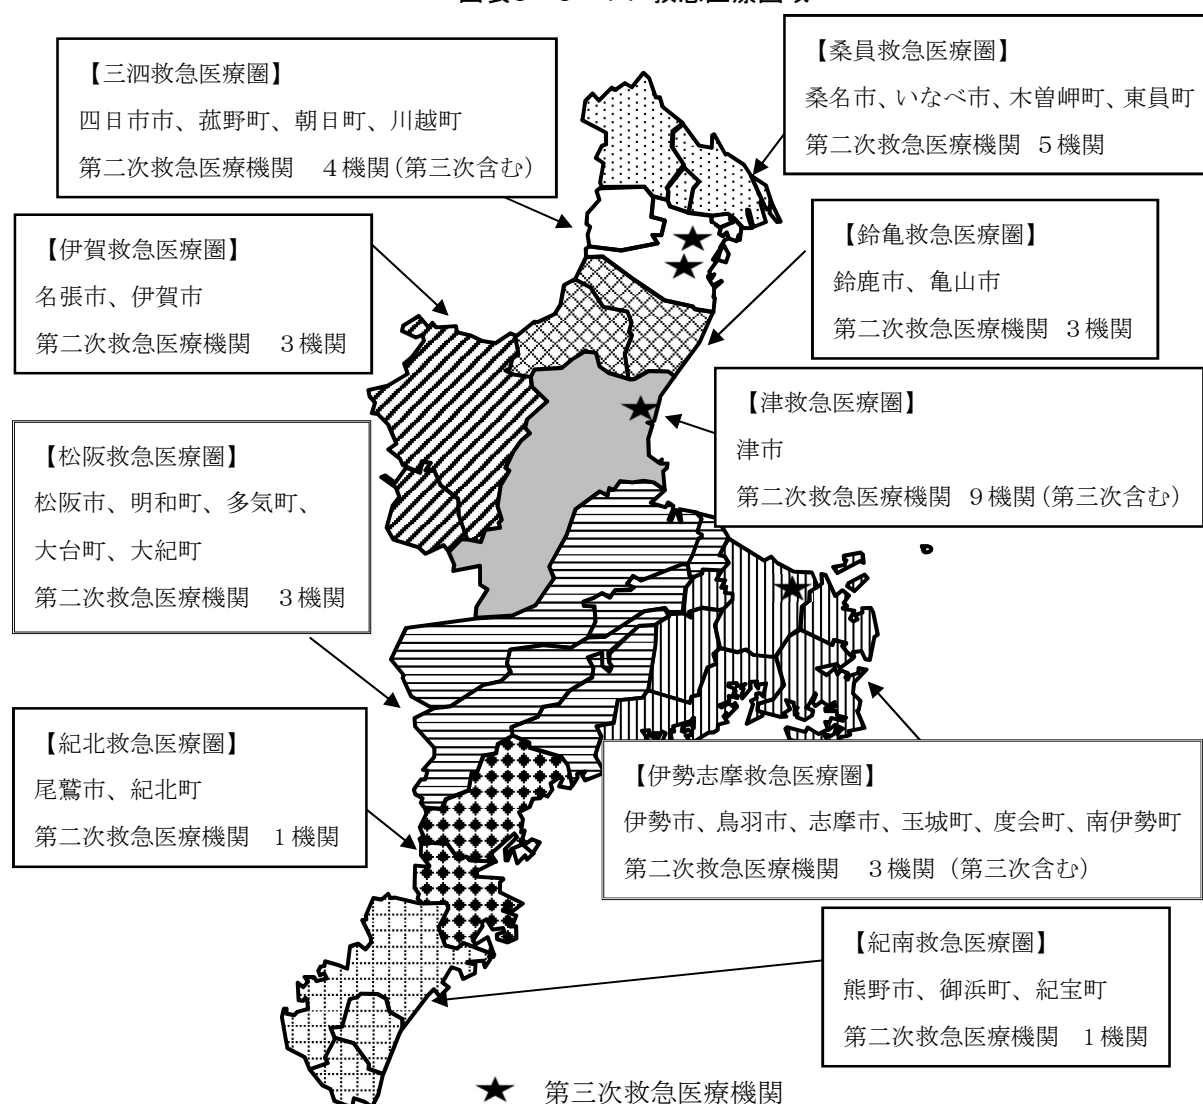 【三泗救急医療圏】
四日市市、菰野町、朝日町、川越町
第二次救急医療機関　４機関（第三次含む）
【桑員救急医療圏】
桑名市、いなべ市、木曽岬町、東員町
第二次救急医療機関 ５機関
【伊賀救急医療圏】
名張市、伊賀市
第二次救急医療機関　３機関
【鈴亀救急医療圏】
鈴鹿市、亀山市
第二次救急医療機関 ３機関
【津救急医療圏】
津市
第二次救急医療機関 ９機関（第三次含む）
【松阪救急医療圏】
松阪市、明和町、多気町、
大台町、大紀町
第二次救急医療機関　３機関
【紀北救急医療圏】
尾鷲市、紀北町
第二次救急医療機関　１機関
【伊勢志摩救急医療圏】
伊勢市、鳥羽市、志摩市、玉城町、度会町、南伊勢町
第二次救急医療機関　３機関（第三次含む）
【紀南救急医療圏】
熊野市、御浜町、紀宝町
第二次救急医療機関　１機関
★　第三次救急医療機関